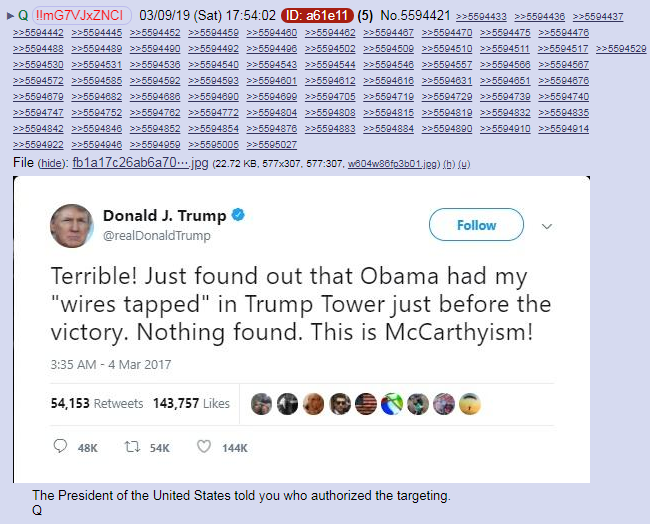 ▶ Q !!mG7VJxZNCI 03/09/19 (Sat) 17:54:02 ID: a61e11 (5) No.5594421 >>5594433 >>5594436 >>5594437
>>5594442 >>5594445 >>5594452 >>5594459 >>5594460 >>5594462 >>5594467 >>5594470 >>5594475 >>5594476
>>5594488 >>5594489 >>5594490 >>5594492 >>5594496 >>5594502 >>5594509 >>5594510 >>5594511 >>5594517 >>5594529
>>5594530 >>5594531 >>5594536 >>5594540 >>5594543 >>5594544 >>5594546 >>5594557 >>5594566 >>5594567
>>5594572 >>5594585 >>5594592 >>5594593 >>5594601 >>5594612 >>5594616 >>5594631 >>5594651 >>5594676
>>5594679 >>5594682 >>5594686 >>5594690 >>5594699 >>5594705 >>5594719 >>5594729 >>5594739 >>5594740
>>5594747 >>5594752 >>5594762 >>5594772 >>5594804 >>5594808 >>5594815 >>5594819 >>5594832 >>5594835
>>5594842 >>5594846 >>5594852 >>5594854 >>5594876 >>5594883 >>5594884 >>5594890 >>5594910 >>5594914
>>5594922 >>5594946 >>5594959 >>5595005 >>5595027
File (hide): fb1a17c26ab6a70⋯.jpg (22.72 KB, 577x307, 577:307, w604w86fp3b01.jpg) (h) (u)
Donald J. Trump
@realDonaldTrump
Follow
Terrible! Just found out that Obama had my
"wires tapped" in Trump Tower just before the
victory. Nothing found. This is McCarthyism!
3:35 AM - 4 Mar 2017
54,153 Retweets 143,757 Likes
48K 54K 144K
The President of the United States told you who authorized the targeting.
Q